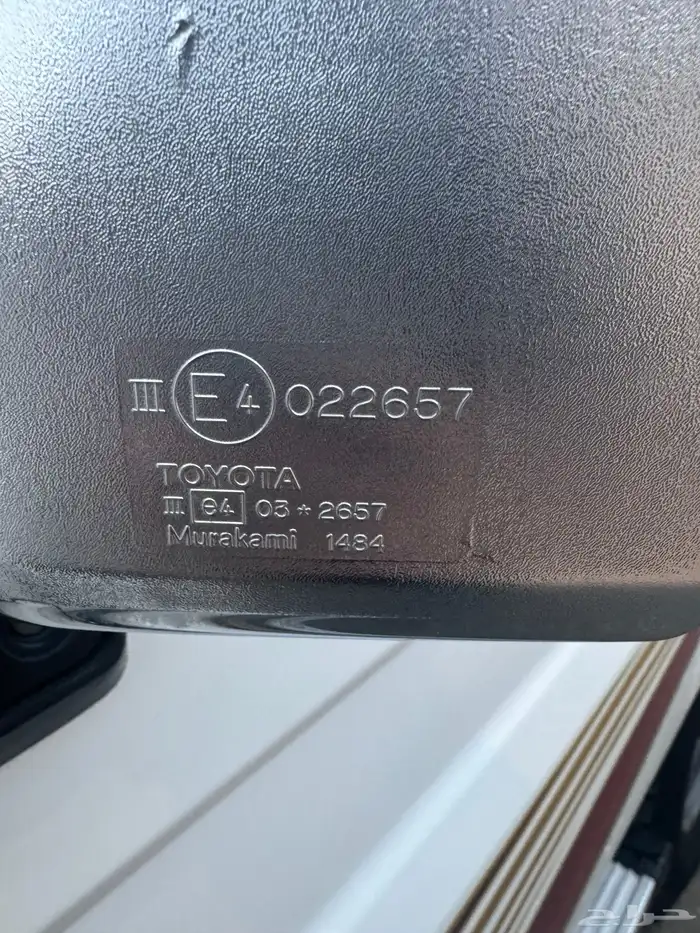 III E4 022657
TOYOTA
III e4 03 * 2657
Murakami 1484
حراج